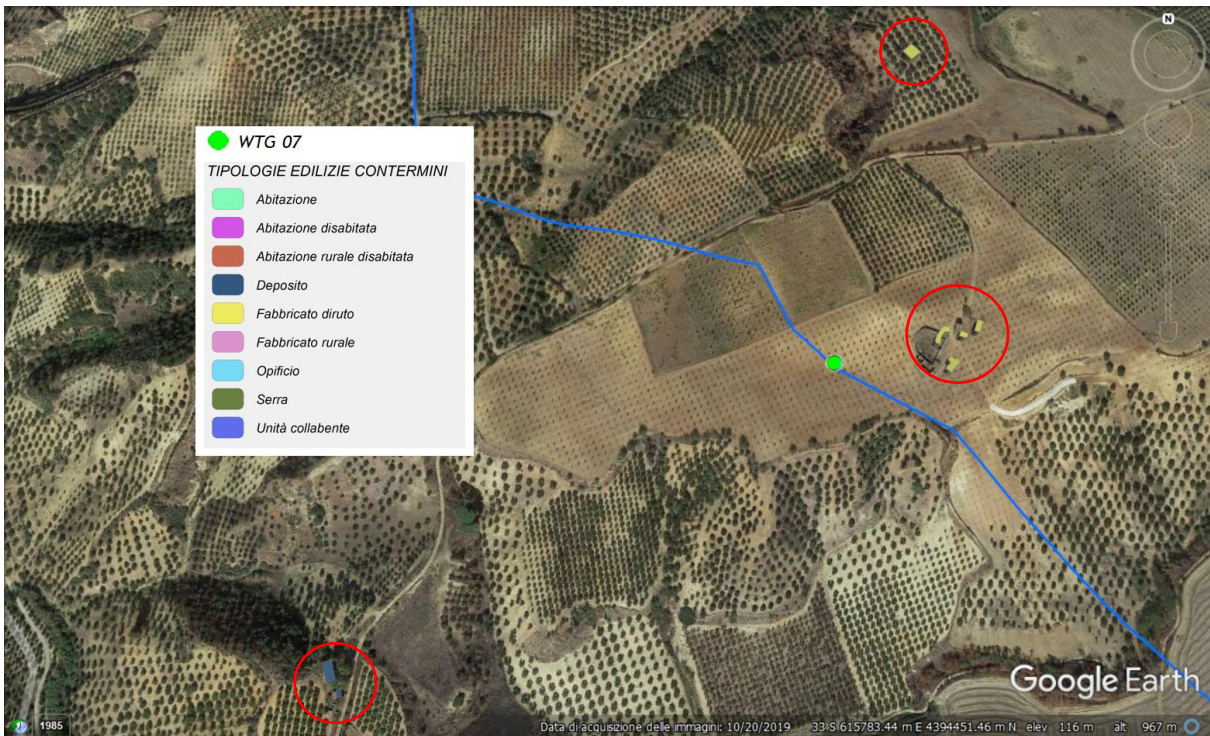 N
WTG 07
TIPOLOGIE EDILIZIE CONTERMINI
Abitazione
Abitazione disabitata
Abitazione rurale disabitata
Deposito
Fabbricato diruto
Fabbricato rurale
Opificio
Serra
Unità collabente
Google Earth
1985
Data di acquisizione delle immagini: 10/20/2019 33 S 615783.44 m E 4394451.46 m N elev 116 m alt 967 m